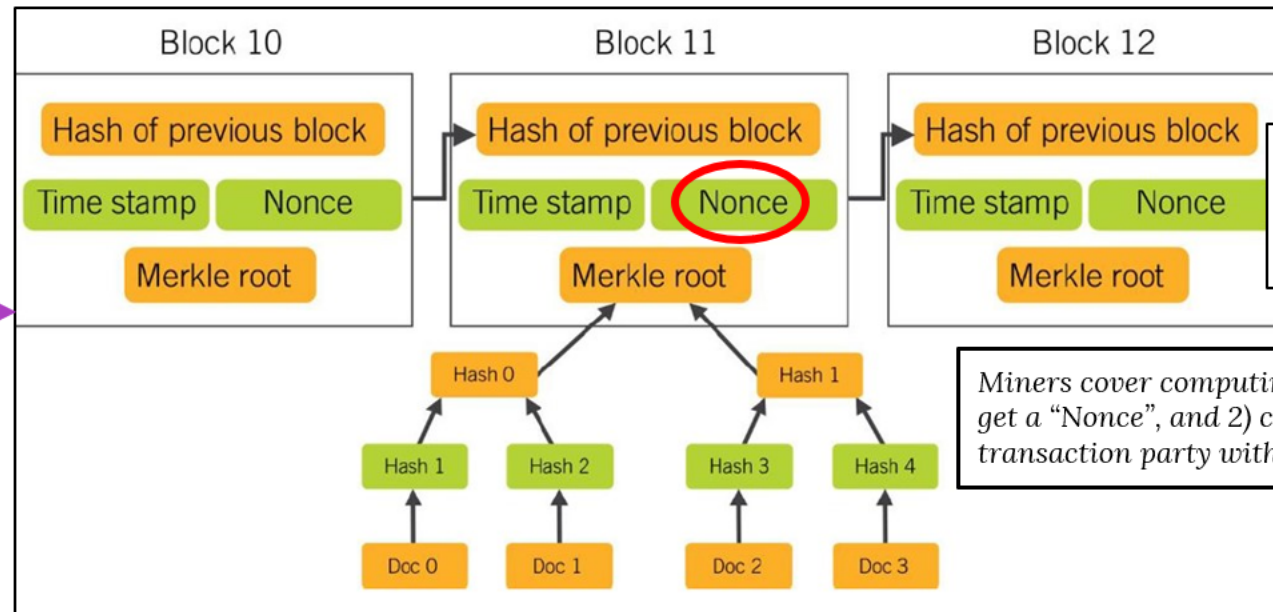 Block 10
Block 11
Block 12
Hash of previous block
Hash of previous block
Hash of previous block
Time stamp
Nonce
Time stamp
Nonce
Time stamp
Nonce
Merkle root
Merkle root
Merkle root
Hash 0
Hash 1
Miners cover
get a “Nonce”, and 2)
transaction party with
Hash 1
Hash 2
Hash 3
Hash 4
Doc 0
Doc 1
Doc 2
Doc 3